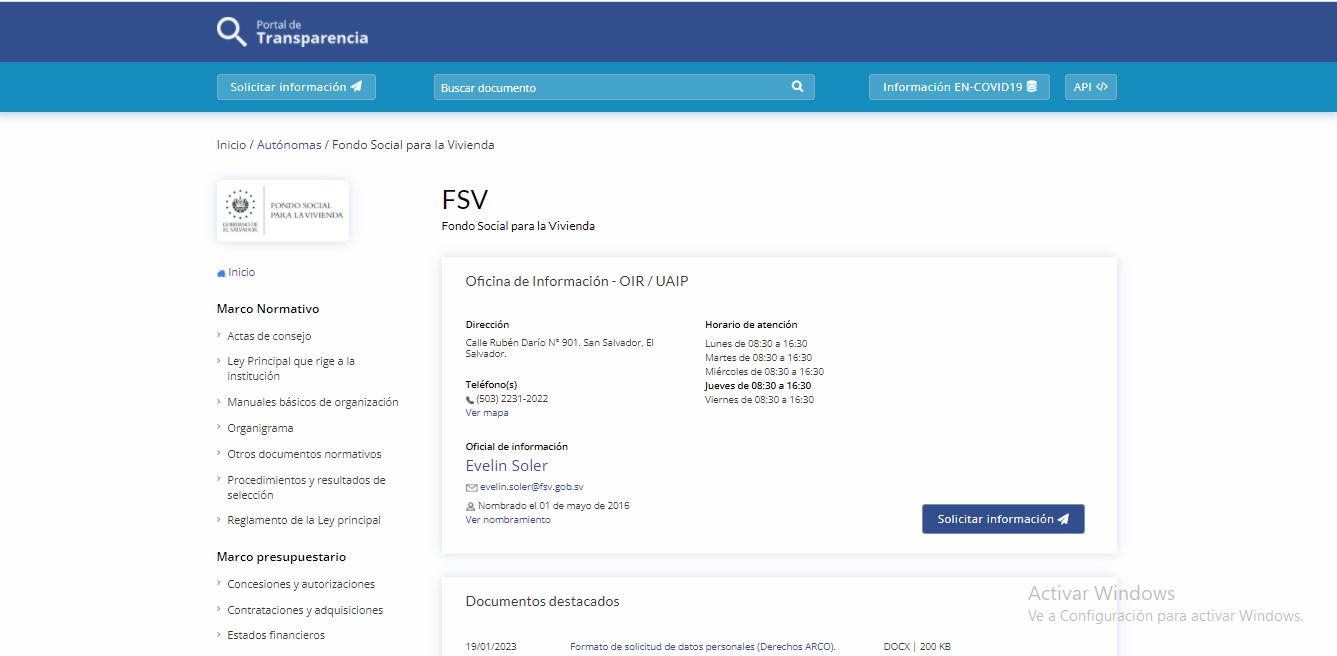 Portal de
Transparencia
Solicitar información
Buscar documento
Información EN-COVID19
API
Inicio / Autónomas / Fondo Social para la Vivienda
GOBIERNO DE
EL SALVADOR
FONDO SOCIAL
PARA LA VIVIENDA
Inicio
Marco Normativo
Actas de consejo
Ley Principal que rige a la
institución
Manuales básicos de organización
Organigrama
Otros documentos normativos
Procedimientos y resultados de
selección
Reglamento de la Ley principal
Marco presupuestario
Concesiones y autorizaciones
Contrataciones y adquisiciones
Estados financieros
FSV
Fondo Social para la Vivienda
Oficina de Información - OIR / UAIP
Dirección
Calle Rubén Darío N° 901. San Salvador, El
Salvador.
Teléfono(s)
(503) 2231-2022
Ver mapa
Horario de atención
Lunes de 08:30 a 16:30
Martes de 08:30 a 16:30
Miércoles de 08:30 a 16:30
Jueves de 08:30 a 16:30
Viernes de 08:30 a 16:30
Oficial de información
Evelin Soler
evelin.soler@fsv.gob.sv
Nombrado el 01 de mayo de 2016
Ver nombramiento
Solicitar información
Documentos destacados
19/01/2023 Formato de solicitud de datos personales (Derechos ARCO). DOCX | 200 KB
Activar Windows
Ve a Configuración para activar Windows.